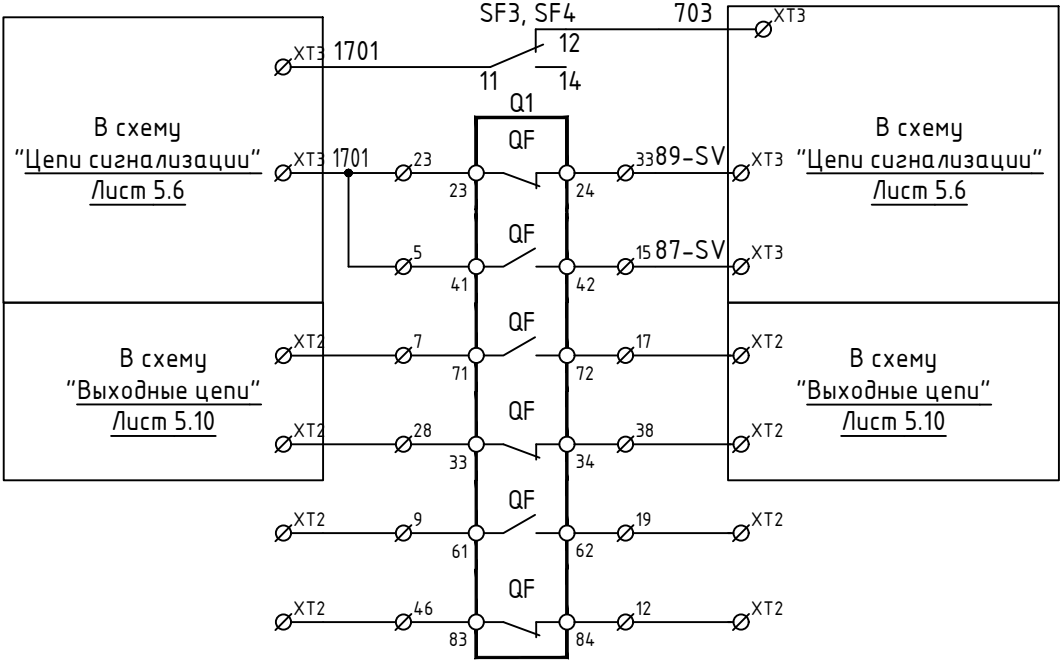 SF3, SF4
703
XT3
12
XT3
1701
11
14
Q1
В схему
"Цепи сигнализации"
Лист 5.6
XT3
1701
23
23
QF
24
33
89-SV
XT3
В схему
"Цепи сигнализации"
Лист 5.6
5
41
QF
42
15
87-SV
XT3
В схему
"Выходные цепи"
Лист 5.10
XT2
7
71
QF
72
17
XT2
В схему
"Выходные цепи"
Лист 5.10
XT2
28
33
QF
34
38
XT2
XT2
9
61
QF
62
19
XT2
XT2
46
83
QF
84
12
XT2